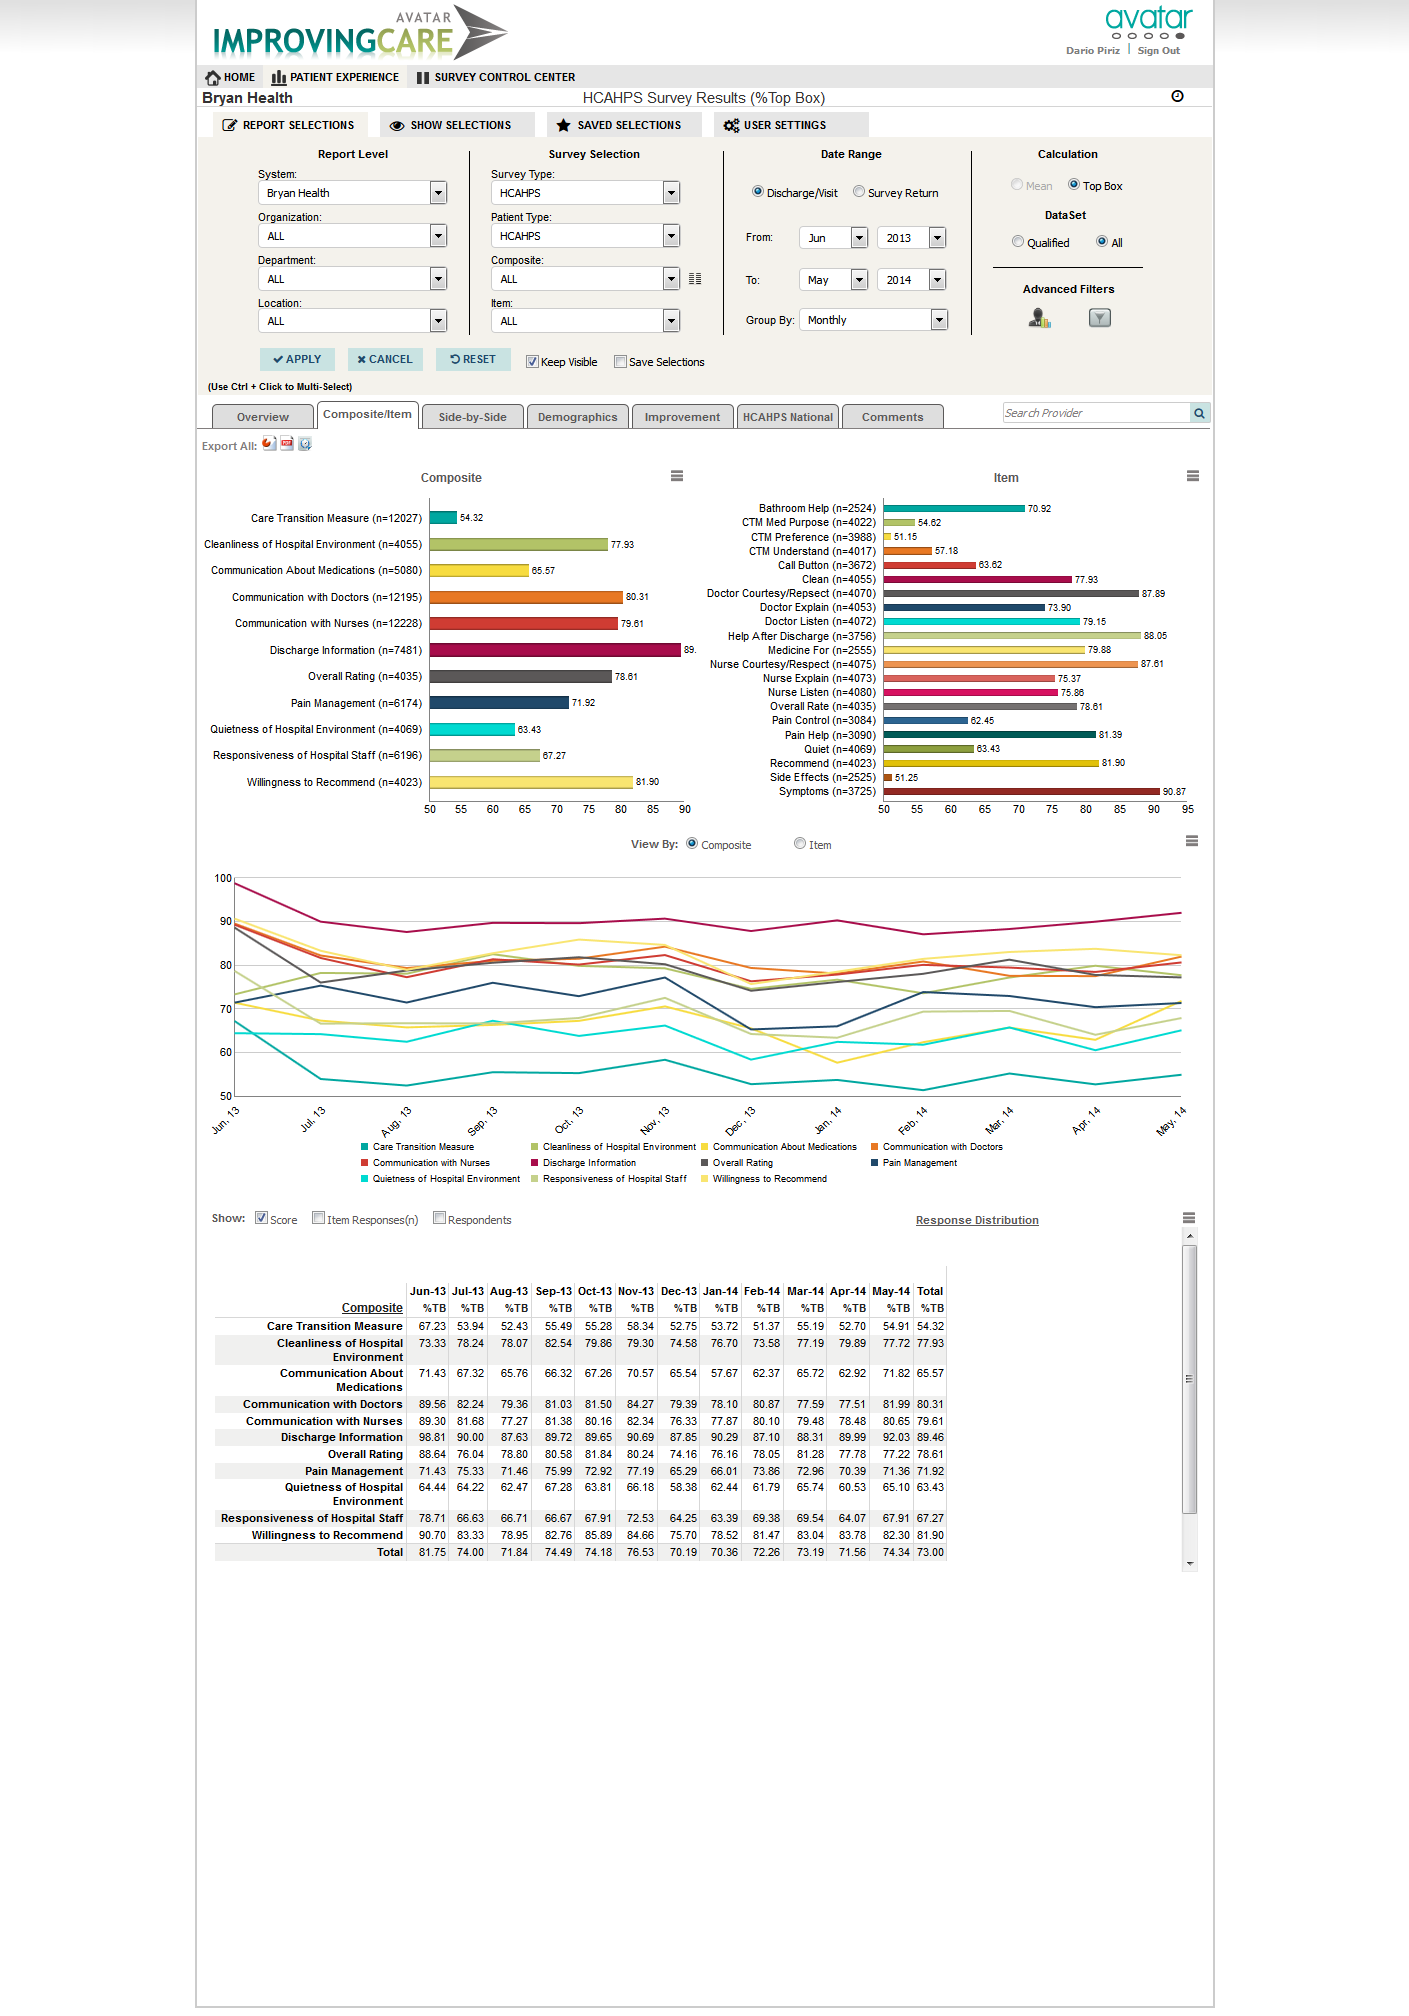 AVATAR
IMPROVINGCARE
avatar
Dario Piriz | Sign Out
HOME PATIENT EXPERIENCE SURVEY CONTROL CENTER
Bryan Health HCAHPS Survey Results (%Top Box)
REPORT SELECTIONS SHOW SELECTIONS SAVED SELECTIONS USER SETTINGS
Report Level Survey Selection Date Range Calculation
System: Survey Type:
Bryan Health HCAHPS Discharge/Visit Survey Return Mean Top Box
Organization: Patient Type: DataSet
ALL HCAHPS From: Jun 2013 Qualified All
Department: Composite:
ALL ALL To: May 2014
Advanced Filters
Location: Item:
ALL ALL Group By: Monthly
APPLY CANCEL RESET Keep Visible Save Selections
(Use Ctrl + Click to Multi-Select)
Overview Composite/Item Side-by-Side Demographics Improvement HCAHPS National Comments Search Provider
Export All:
Composite
Care Transition Measure (n=12027) 54.32
Cleanliness of Hospital Environment (n=4055) 77.93
Communication About Medications (n=5080) 65.57
Communication with Doctors (n=12195) 80.31
Communication with Nurses (n=12228) 79.61
Discharge Information (n=7481) 89.
Overall Rating (n=4035) 78.61
Pain Management (n=6174) 71.92
Quietness of Hospital Environment (n=4069) 63.43
Responsiveness of Hospital Staff (n=6196) 67.27
Willingness to Recommend (n=4023) 81.90
50 55 60 65 70 75 80 85 90
Item
Bathroom Help (n=2524) 70.92
CTM Med Purpose (n=4022) 54.62
CTM Preference (n=3988) 51.15
CTM Understand (n=4017) 57.18
Call Button (n=3672) 63.62
Clean (n=4055) 77.93
Doctor Courtesy/Repsect (n=4070) 87.89
Doctor Explain (n=4053) 73.90
Doctor Listen (n=4072) 79.15
Help After Discharge (n=3756) 88.05
Medicine For (n=2555) 79.88
Nurse Courtesy/Respect (n=4075) 87.61
Nurse Explain (n=4073) 75.37
Nurse Listen (n=4080) 75.86
Overall Rate (n=4035) 78.61
Pain Control (n=3084) 62.45
Pain Help (n=3090) 81.39
Quiet (n=4069) 63.43
Recommend (n=4023) 81.90
Side Effects (n=2525) 51.25
Symptoms (n=3725) 90.87
50 55 60 65 70 75 80 85 90 95
View By: Composite Item
100
90
80
70
60
50
Jun, 13 Jul, 13 Aug, 13 Sep, 13 Oct, 13 Nov, 13 Dec, 13 Jan, 14 Feb, 14 Mar, 14 Apr, 14 May, 14
Care Transition Measure Cleanliness of Hospital Environment Communication About Medications Communication with Doctors
Communication with Nurses Discharge Information Overall Rating Pain Management
Quietness of Hospital Environment Responsiveness of Hospital Staff Willingness to Recommend
Show: Score Item Responses(n) Respondents Response Distribution
Jun-13 Jul-13 Aug-13 Sep-13 Oct-13 Nov-13 Dec-13 Jan-14 Feb-14 Mar-14 Apr-14 May-14 Total
Composite %TB %TB %TB %TB %TB %TB %TB %TB %TB %TB %TB %TB %TB
Care Transition Measure 67.23 53.94 52.43 55.49 55.28 58.34 52.75 53.72 51.37 55.19 52.70 54.91 54.32
Cleanliness of Hospital 73.33 78.24 78.07 82.54 79.86 79.30 74.58 76.70 73.58 77.19 79.89 77.72 77.93
Environment
Communication About 71.43 67.32 65.76 66.32 67.26 70.57 65.54 57.67 62.37 65.72 62.92 71.82 65.57
Medications
Communication with Doctors 89.56 82.24 79.36 81.03 81.50 84.27 79.39 78.10 80.87 77.59 77.51 81.99 80.31
Communication with Nurses 89.30 81.68 77.27 81.38 80.16 82.34 76.33 77.87 80.10 79.48 78.48 80.65 79.61
Discharge Information 98.81 90.00 87.63 89.72 89.65 90.69 87.85 90.29 87.10 88.31 89.99 92.03 89.46
Overall Rating 88.64 76.04 78.80 80.58 81.84 80.24 74.16 76.16 78.05 81.28 77.78 77.22 78.61
Pain Management 71.43 75.33 71.46 75.99 72.92 77.19 65.29 66.01 73.86 72.96 70.39 71.36 71.92
Quietness of Hospital 64.44 64.22 62.47 67.28 63.81 66.18 58.38 62.44 61.79 65.74 60.53 65.10 63.43
Environment
Responsiveness of Hospital Staff 78.71 66.63 66.71 66.67 67.91 72.53 64.25 63.39 69.38 69.54 64.07 67.91 67.27
Willingness to Recommend 90.70 83.33 78.95 82.76 85.89 84.66 75.70 78.52 81.47 83.04 83.78 82.30 81.90
Total 81.75 74.00 71.84 74.49 74.18 76.53 70.19 70.36 72.26 73.19 71.56 74.34 73.00